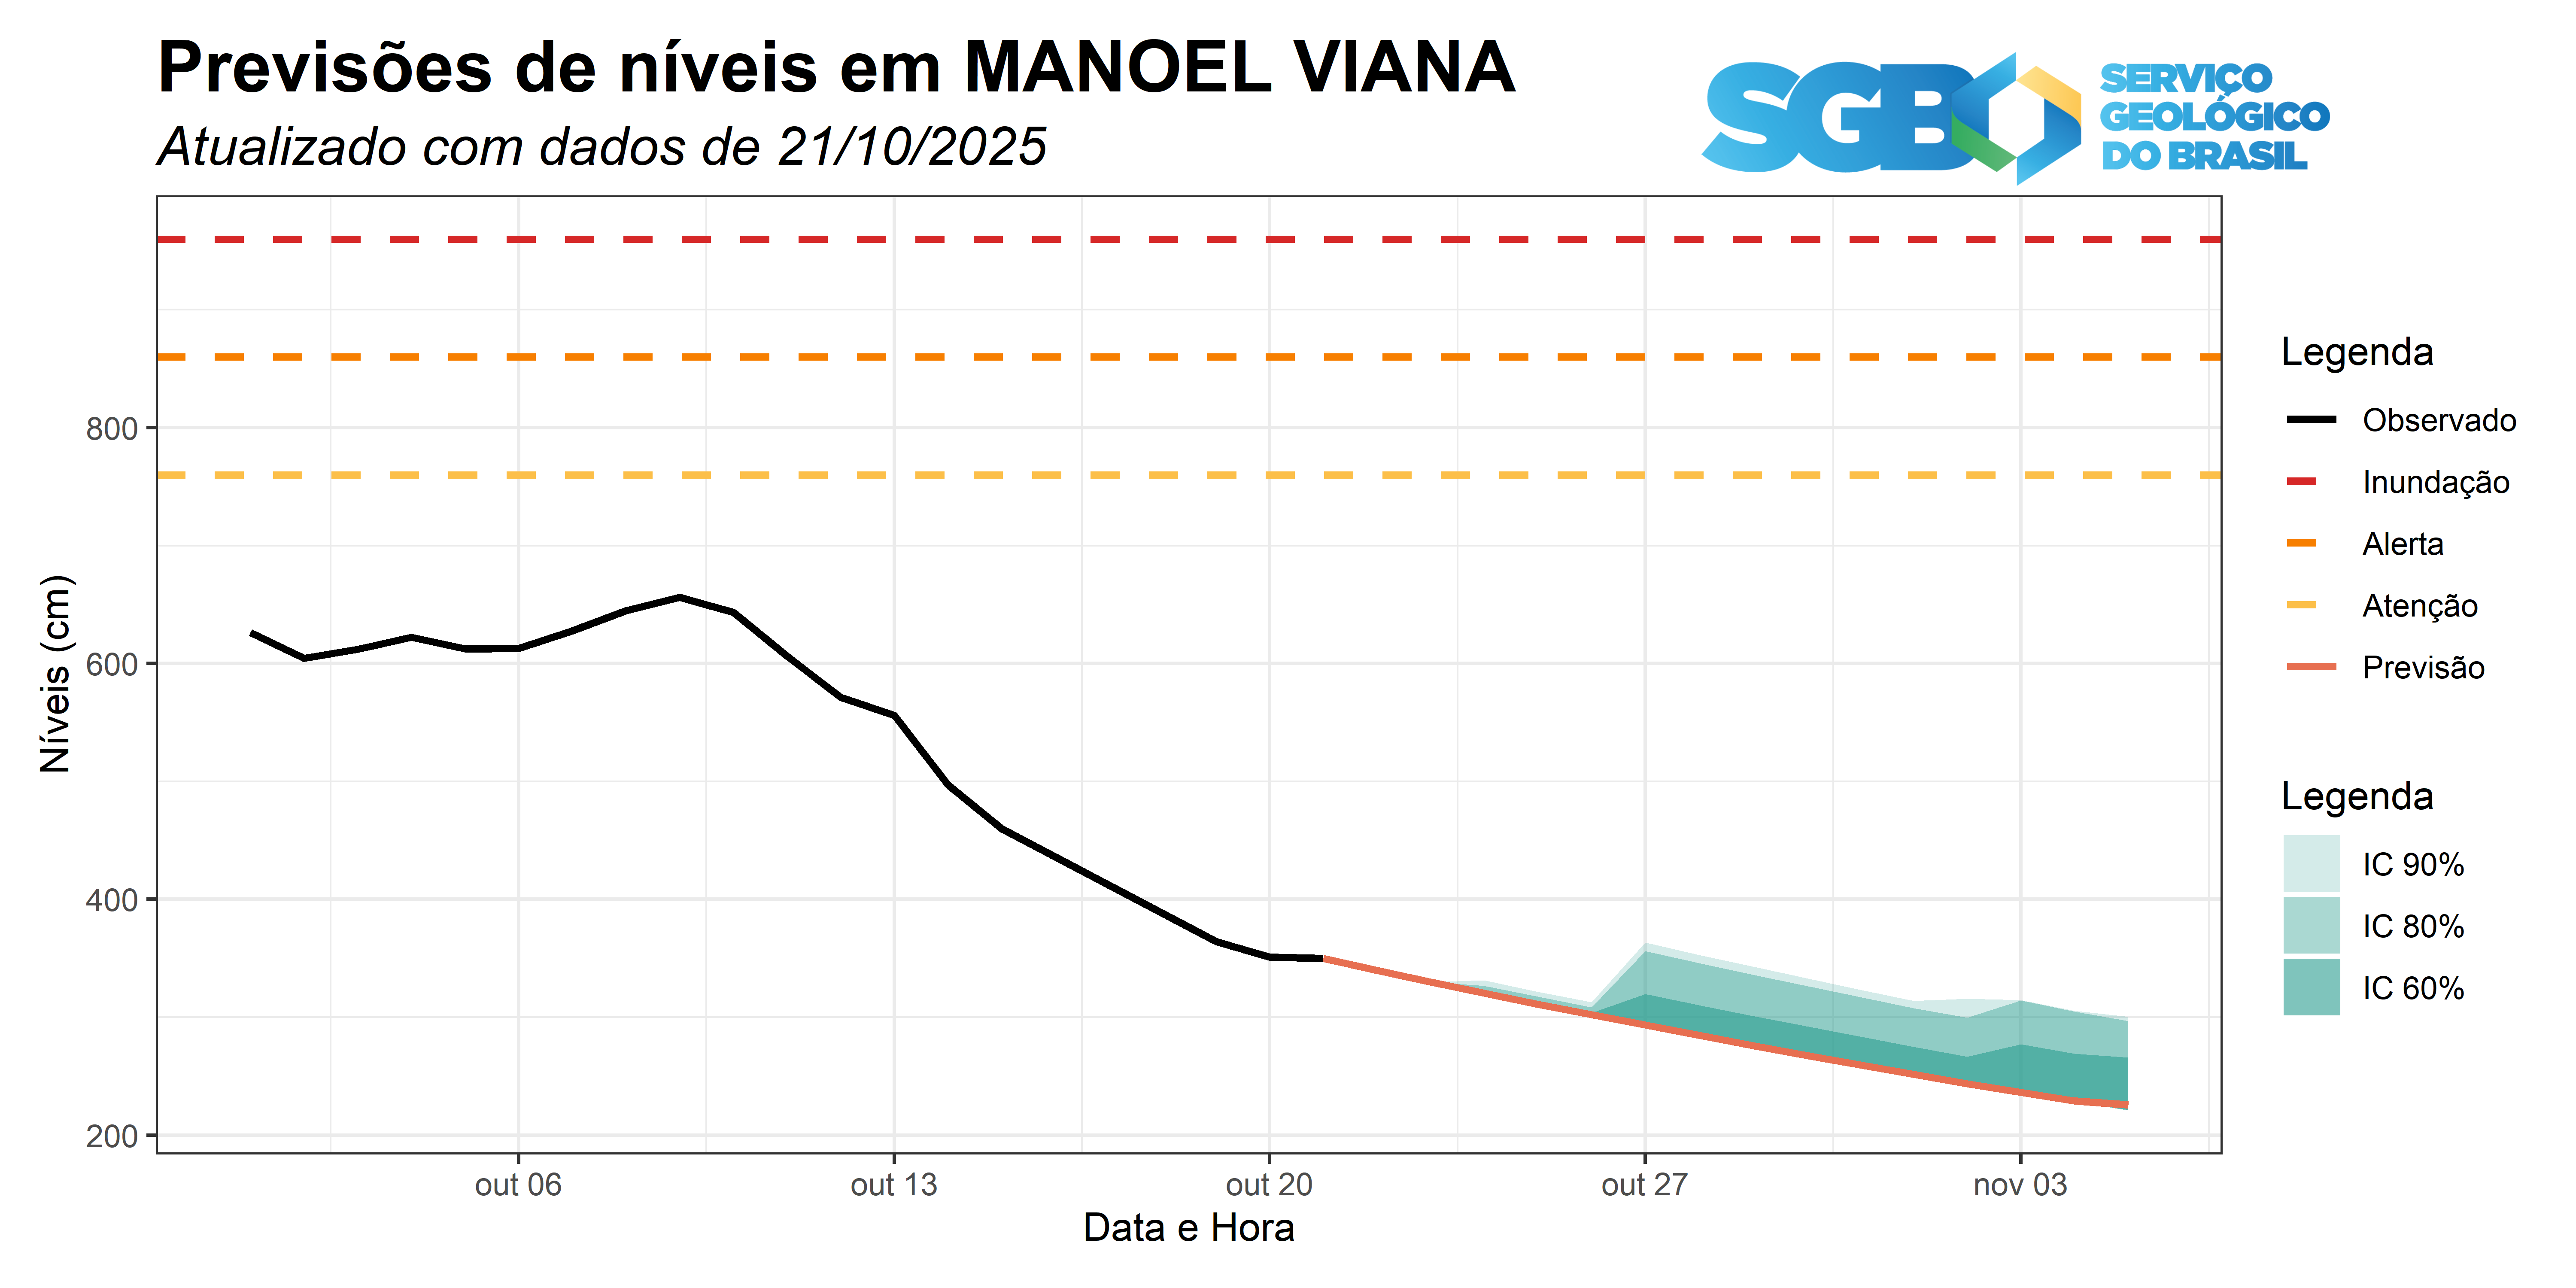 Previsões de níveis em MANOEL VIANA
Atualizado com dados de 21/10/2025
SGB
SERVIÇO
GEOLÓGICO
DO BRASIL
Níveis (cm)
800
600
400
200
out 06
out 13
out 20
out 27
nov 03
Data e Hora
Legenda
Observado
Inundação
Alerta
Atenção
Previsão
Legenda
IC 90%
IC 80%
IC 60%